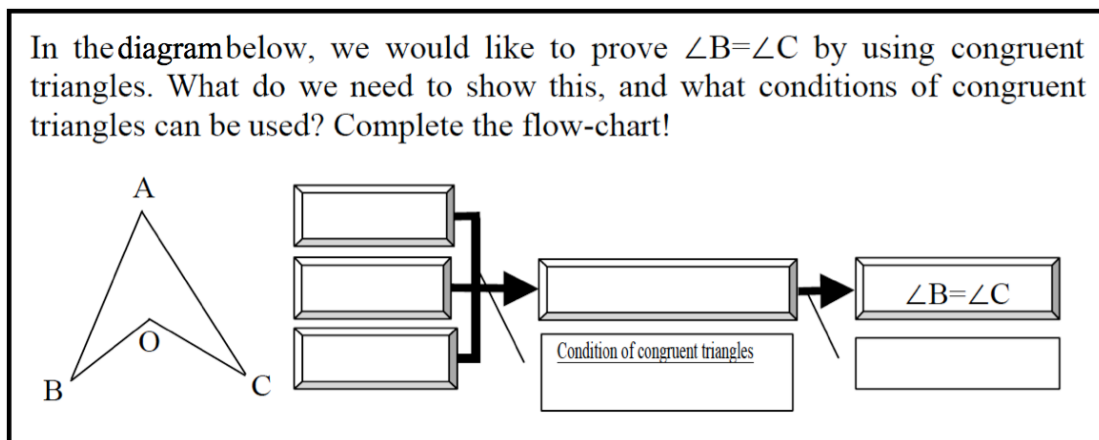 In the diagram below, we would like to prove ∠B=∠C by using congruent
triangles. What do we need to show this, and what conditions of congruent
triangles can be used? Complete the flow-chart!
A
∠B=∠C
O
Condition of congruent triangles
B
C